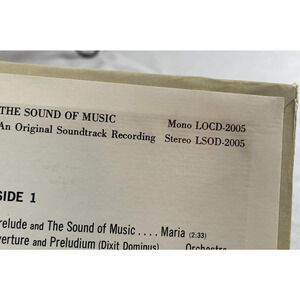 THE SOUND OF MUSIC Mono LOCD-2005
An Original Soundtrack Recording Stereo LSOD-2005
SIDE 1
relude and The Sound of Music .... Maria (2:33)
verture and Preludium (Dixit Dominus)